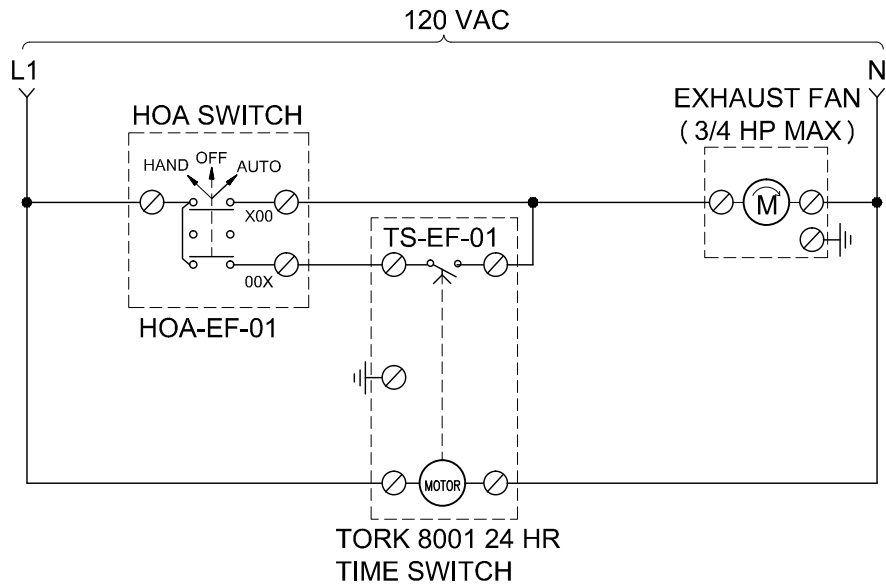 120 VAC
L1
N
HOA SWITCH
HAND
OFF
AUTO
X00
00X
HOA-EF-01
EXHAUST FAN
( 3/4 HP MAX )
M
TS-EF-01
MOTOR
TORK 8001 24 HR
TIME SWITCH